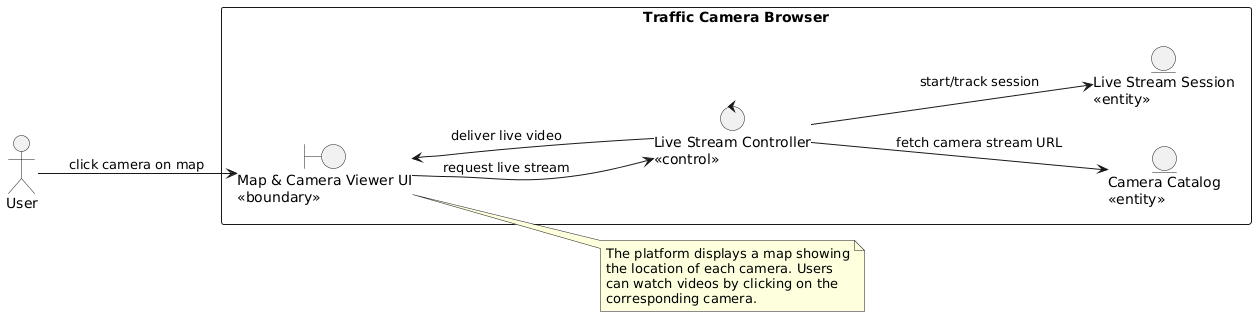 Traffic Camera Browser
Live Stream Session
«entity»
start/track session
Live Stream Controller
«control»
deliver live video
fetch camera stream URL
request live stream
click camera on map
Map & Camera Viewer UI
«boundary»
Camera Catalog
«entity»
User
The platform displays a map showing
the location of each camera. Users
can watch videos by clicking on the
corresponding camera.